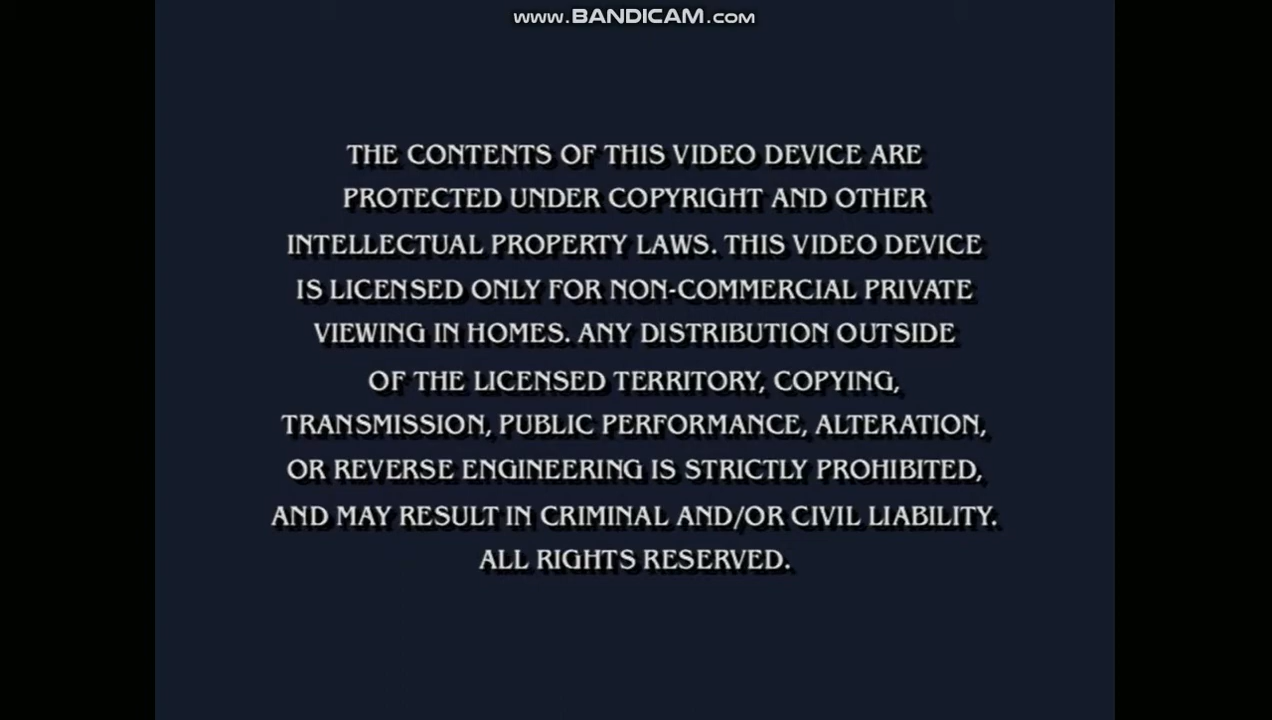 www.BANDICAM.com
THE CONTENTS OF THIS VIDEO DEVICE ARE
PROTECTED UNDER COPYRIGHT AND OTHER
INTELLECTUAL PROPERTY LAWS. THIS VIDEO DEVICE
IS LICENSED ONLY FOR NON-COMMERCIAL PRIVATE
VIEWING IN HOMES. ANY DISTRIBUTION OUTSIDE
OF THE LICENSED TERRITORY, COPYING,
TRANSMISSION, PUBLIC PERFORMANCE, ALTERATION,
OR REVERSE ENGINEERING IS STRICTLY PROHIBITED,
AND MAY RESULT IN CRIMINAL AND/OR CIVIL LIABILITY.
ALL RIGHTS RESERVED.